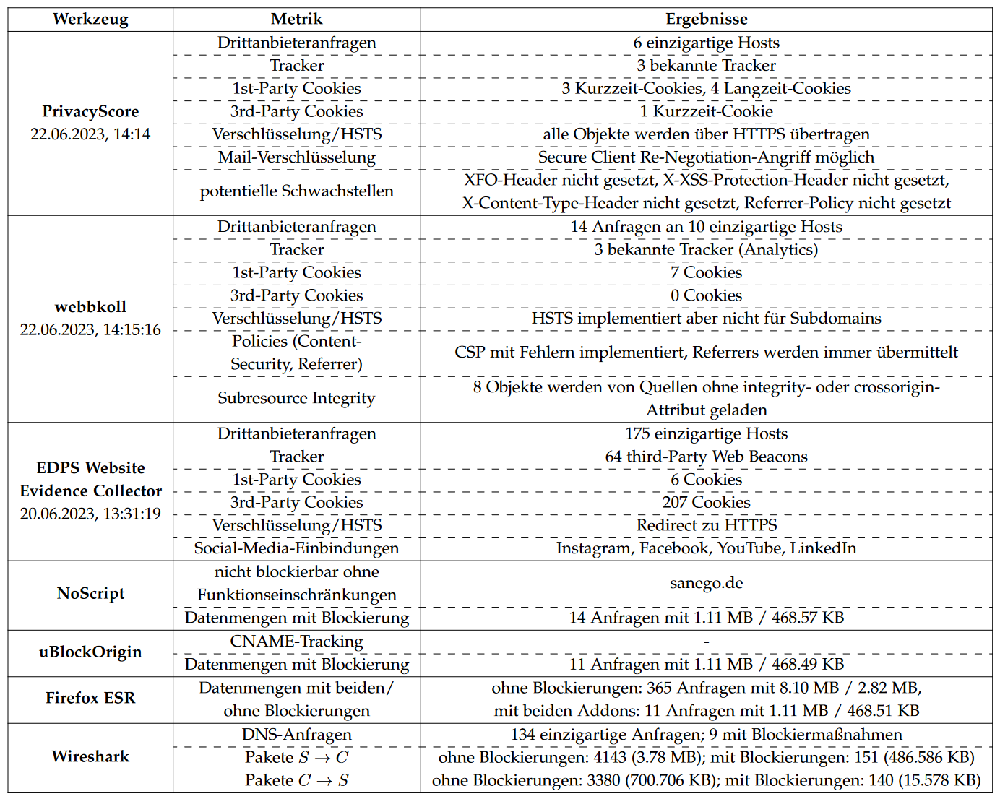 Werkzeug Metrik Ergebnisse
Drittanbieteranfragen 6 einzigartige Hosts
Tracker 3 bekannte Tracker
1st-Party Cookies 3 Kurzzeit-Cookies, 4 Langzeit-Cookies
PrivacyScore 3rd-Party Cookies 1 Kurzzeit-Cookie
22.06.2023, 14:14 Verschlüsselung/HSTS alle Objekte werden über HTTPS übertragen
Mail-Verschlüsselung Secure Client Re-Negotiation-Angriff möglich
potentielle Schwachstellen XFO-Header nicht gesetzt, X-XSS-Protection-Header nicht gesetzt,
X-Content-Type-Header nicht gesetzt, Referrer-Policy nicht gesetzt
Drittanbieteranfragen 14 Anfragen an 10 einzigartige Hosts
Tracker 3 bekannte Tracker (Analytics)
1st-Party Cookies 7 Cookies
webbkoll 3rd-Party Cookies 0 Cookies
22.06.2023, 14:15:16 Verschlüsselung/HSTS HSTS implementiert aber nicht für Subdomains
Policies (Content-
Security, Referrer) CSP mit Fehlern implementiert, Referrers werden immer übermittelt
Subresource Integrity 8 Objekte werden von Quellen ohne integrity- oder crossorigin-
Attribut geladen
Drittanbieteranfragen 175 einzigartige Hosts
Tracker 64 third-Party Web Beacons
EDPS Website 1st-Party Cookies 6 Cookies
Evidence Collector 3rd-Party Cookies 207 Cookies
20.06.2023, 13:31:19 Verschlüsselung/HSTS Redirect zu HTTPS
Social-Media-Einbindungen Instagram, Facebook, YouTube, LinkedIn
NoScript nicht blockierbar ohne
Funktionseinschränkungen sanego.de
Datenmengen mit Blockierung 14 Anfragen mit 1.11 MB / 468.57 KB
uBlockOrigin CNAME-Tracking -
Datenmengen mit Blockierung 11 Anfragen mit 1.11 MB / 468.49 KB
Firefox ESR Datenmengen mit beiden/ ohne Blockierungen: 365 Anfragen mit 8.10 MB / 2.82 MB,
ohne Blockierungen mit beiden Addons: 11 Anfragen mit 1.11 MB / 468.51 KB
DNS-Anfragen 134 einzigartige Anfragen; 9 mit Blockiermaßnahmen
Wireshark Pakete S → C ohne Blockierungen: 4143 (3.78 MB); mit Blockierungen: 151 (486.586 KB)
Pakete C → S ohne Blockierungen: 3380 (700.706 KB); mit Blockierungen: 140 (15.578 KB)